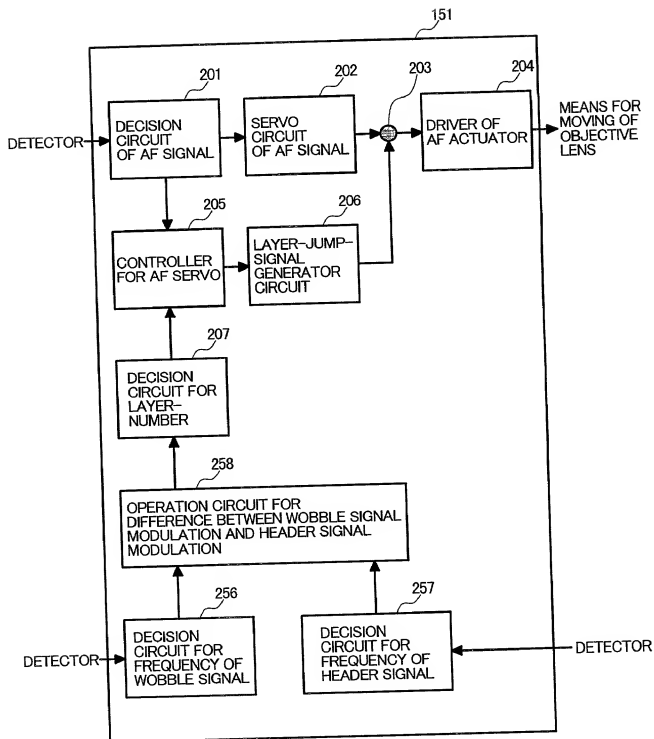 151
201
202
203
204
DETECTOR
DECISION
CIRCUIT
OF AF SIGNAL
SERVO
CIRCUIT
OF AF SIGNAL
DRIVER OF
AF ACTUATOR
MEANS FOR
MOVING OF
OBJECTIVE
LENS
205
206
CONTROLLER
FOR AF SERVO
LAYER-JUMP-
SIGNAL
GENERATOR
CIRCUIT
207
DECISION
CIRCUIT FOR
LAYER-
NUMBER
258
OPERATION CIRCUIT FOR
DIFFERENCE BETWEEN WOBBLE SIGNAL
MODULATION AND HEADER SIGNAL
MODULATION
256
257
DETECTOR
DECISION
CIRCUIT FOR
FREQUENCY OF
WOBBLE SIGNAL
DECISION
CIRCUIT FOR
FREQUENCY OF
HEADER SIGNAL
DETECTOR